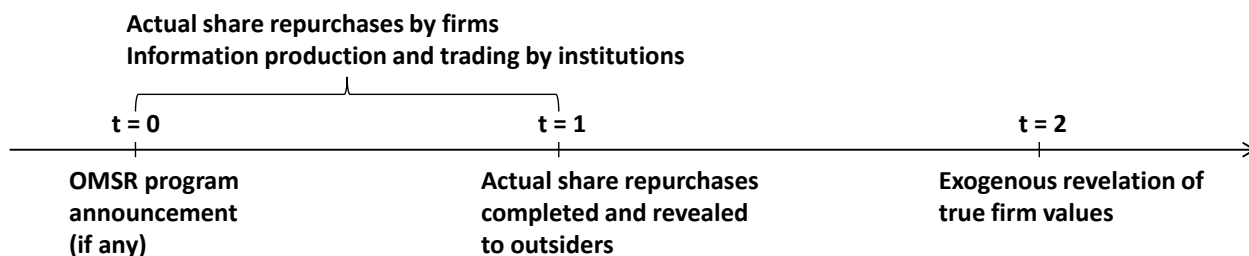 Actual share repurchases by firms
Information production and trading by institutions
t = 0
t = 1
t = 2
OMSR program
announcement
(if any)
Actual share repurchases
completed and revealed
to outsiders
Exogenous revelation of
true firm values